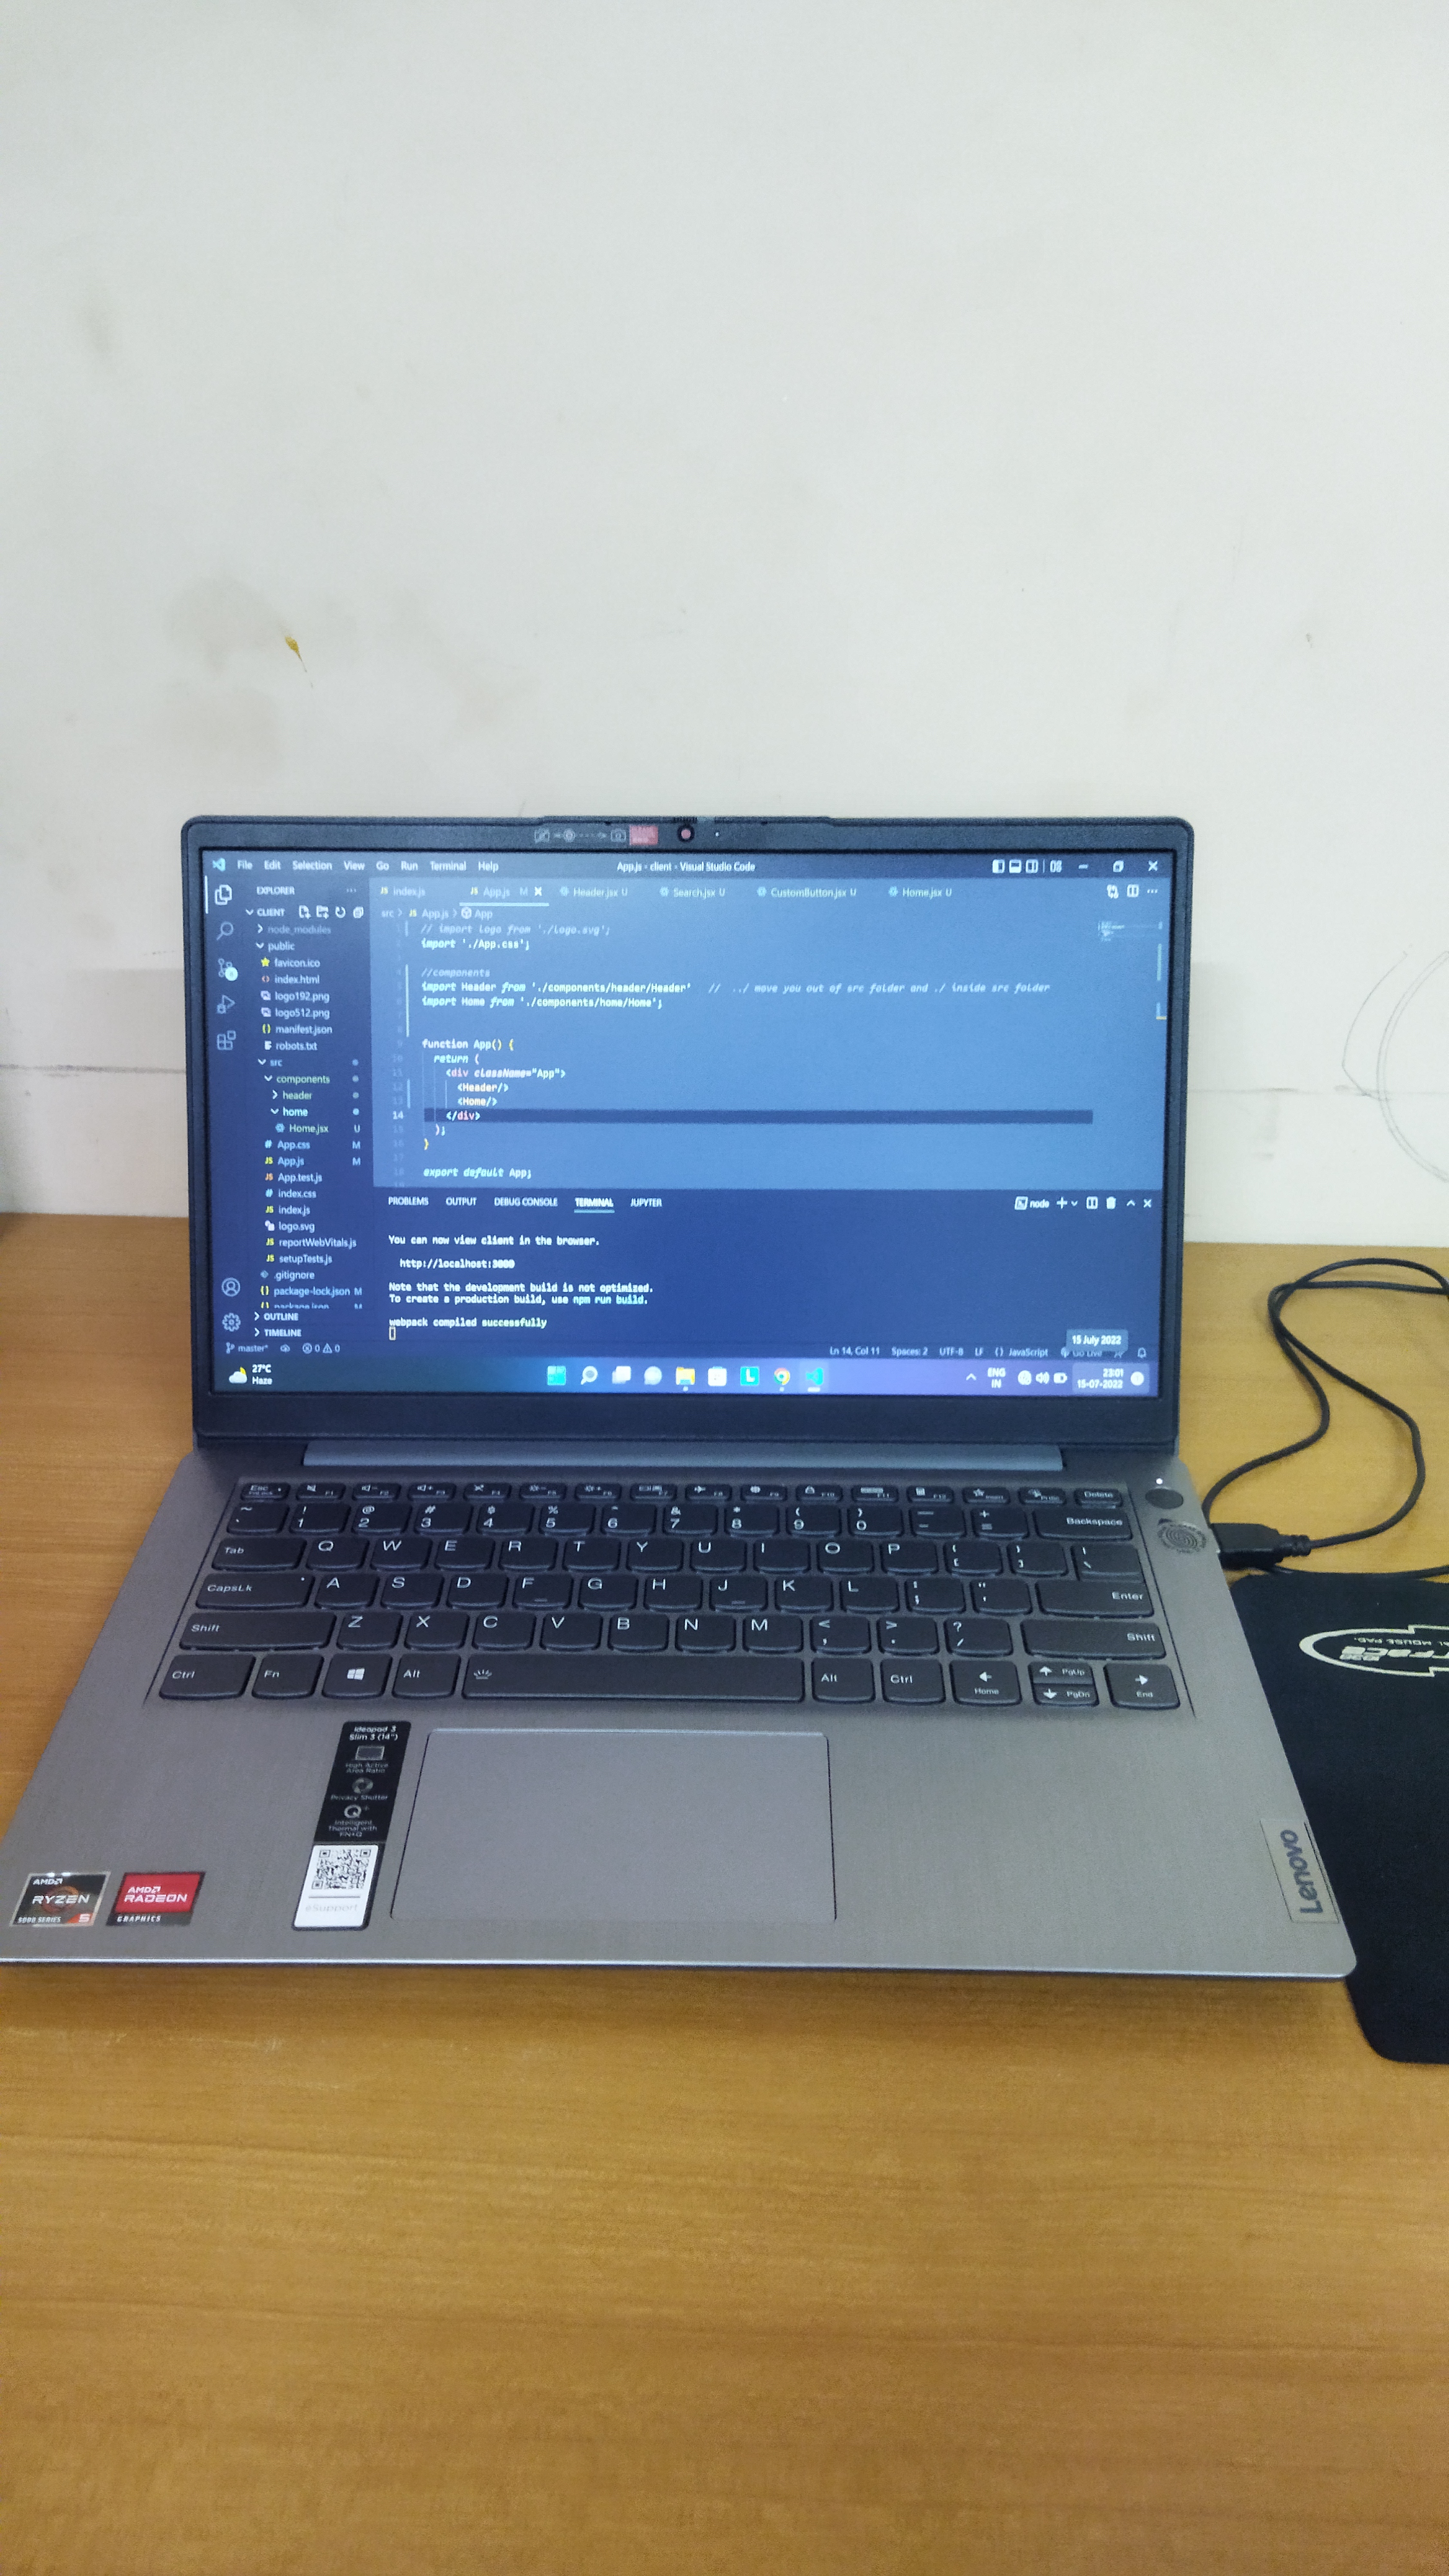 File Edit Selection View Go Run Terminal Help App.js - client - Visual Studio Code
EXPLORER
index.js
App.js M
Header.jsx U
Search.jsx U
CustomButton.jsx U
Home.jsx U
CLIENT
node_modules
public
favicon.ico
index.html
logo192.png
logo512.png
manifest.json
robots.txt
src
components
header
home
Home.jsx U
App.css M
App.js M
App.test.js
index.css
index.js
logo.svg
reportWebVitals.js
setupTests.js
.gitignore
package-lock.json M
package.json M
OUTLINE
TIMELINE
src > App.js > App
// import logo from './logo.svg';
import './App.css';
//components
import Header from './components/header/Header' // ../ move you out of src folder and ./ inside src folder
import Home from './components/home/Home';
9 function App() {
10 return (
11 <div className="App">
12 <Header/>
13 <Home/>
14 </div>
15 );
16 }
17
18 export default App;
PROBLEMS OUTPUT DEBUG CONSOLE TERMINAL JUPYTER
node
You can now view client in the browser.
http://localhost:3000
Note that the development build is not optimized.
To create a production build, use npm run build.
webpack compiled successfully
15 July 2022
master* 0 0 Ln 14, Col 11 Spaces: 2 UTF-8 LF {} JavaScript Go Live
27°C
Haze
ENG
IN
23:01
15-07-2022
Esc F1 F2 F3 F4 F5 F6 F7 F8 F9 F10 F11 F12 Insert PrtSc Delete
~ ! @ # $ % ^ & * ( ) — +
` 1 2 3 4 5 6 7 8 9 0 - = Backspace
Tab Q W E R T Y U I O P { [ } ] | \
CapsLk A S D F G H J K L : ; " ' Enter
Shift Z X C V B N M < , > . ? / Shift
Ctrl Fn Alt Alt Ctrl Home PgUp PgDn End
ideapad 3
Slim 3 (14")
High Active
Area Ratio
Privacy Shutter
Q+
Intelligent
Thermal with
FN+Q
eSupport
AMD
RYZEN
5000 SERIES 5
AMD
RADEON
GRAPHICS
Lenovo
MOUSE PAD